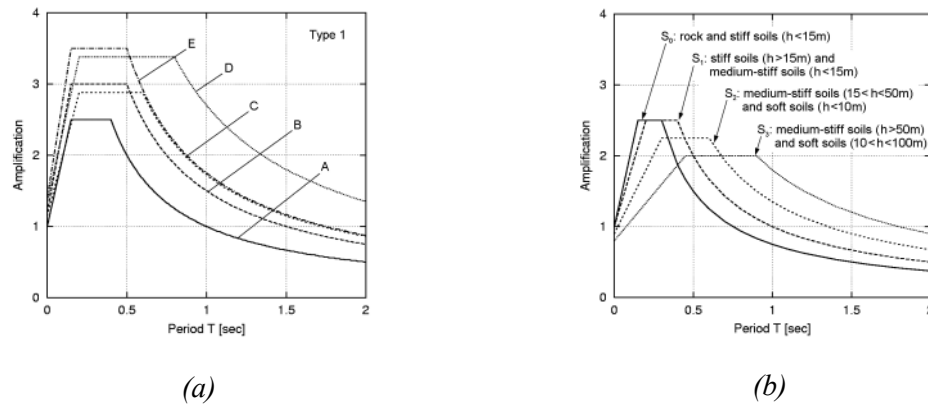 4
3
2
1
0
Amplification
0
0.5
1
1.5
2
Period T [sec]
Type 1
E
D
C
B
A
(a)
4
3
2
1
0
Amplification
0
0.5
1
1.5
2
Period T [sec]
S₀: rock and stiff soils (h<15m)
S₁: stiff soils (h>15m) and
medium-stiff soils (h<15m)
S₂: medium-stiff soils (15<h<50m)
and soft soils (h<10m)
S₃: medium-stiff soils (h>50m)
and soft soils (10<h<100m)
(b)